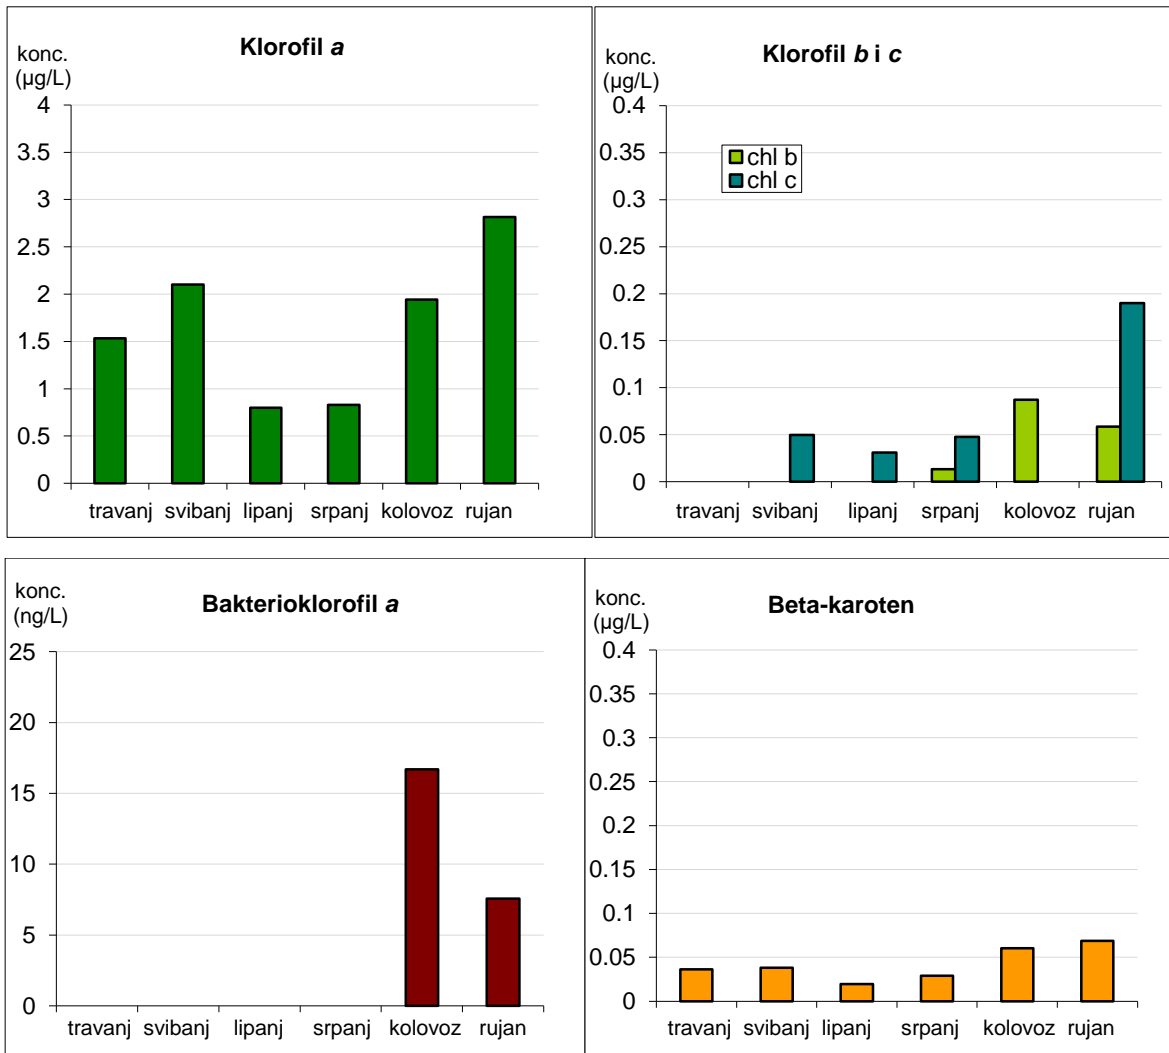 Klorofil a
konc.
(µg/L)
4
3.5
3
2.5
2
1.5
1
0.5
0
travanj svibanj lipanj srpanj kolovoz rujan
Klorofil b i c
konc.
(µg/L)
0.4
0.35
0.3
0.25
0.2
0.15
0.1
0.05
0
chl b
chl c
travanj svibanj lipanj srpanj kolovoz rujan
Bakterioklorofil a
konc.
(ng/L)
25
20
15
10
5
0
travanj svibanj lipanj srpanj kolovoz rujan
Beta-karoten
konc.
(µg/L)
0.4
0.35
0.3
0.25
0.2
0.15
0.1
0.05
0
travanj svibanj lipanj srpanj kolovoz rujan